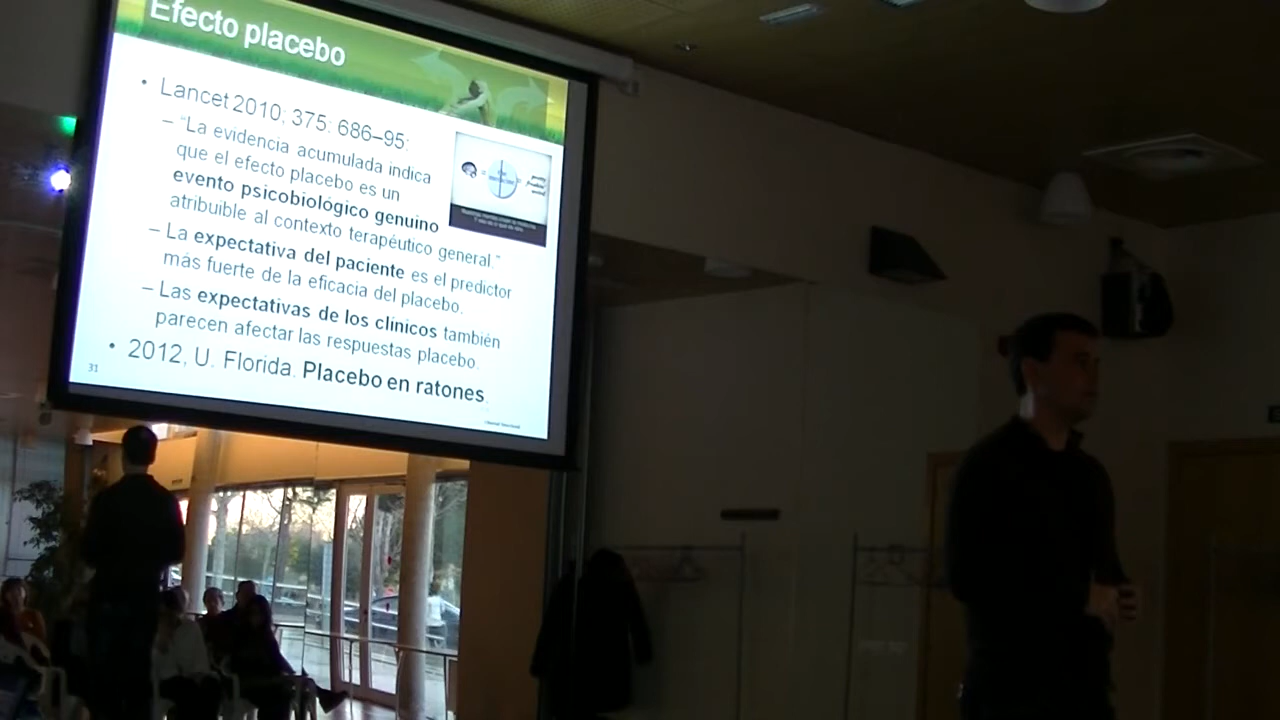 Efecto placebo
• Lancet 2010; 375: 686–95:
– “La evidencia acumulada indica
que el efecto placebo es un
evento psicobiológico genuino
atribuible al contexto terapéutico general.”
– La expectativa del paciente es el predictor
más fuerte de la eficacia del placebo.
– Las expectativas de los clínicos también
parecen afectar las respuestas placebo.
• 2012, U. Florida. Placebo en ratones.
31